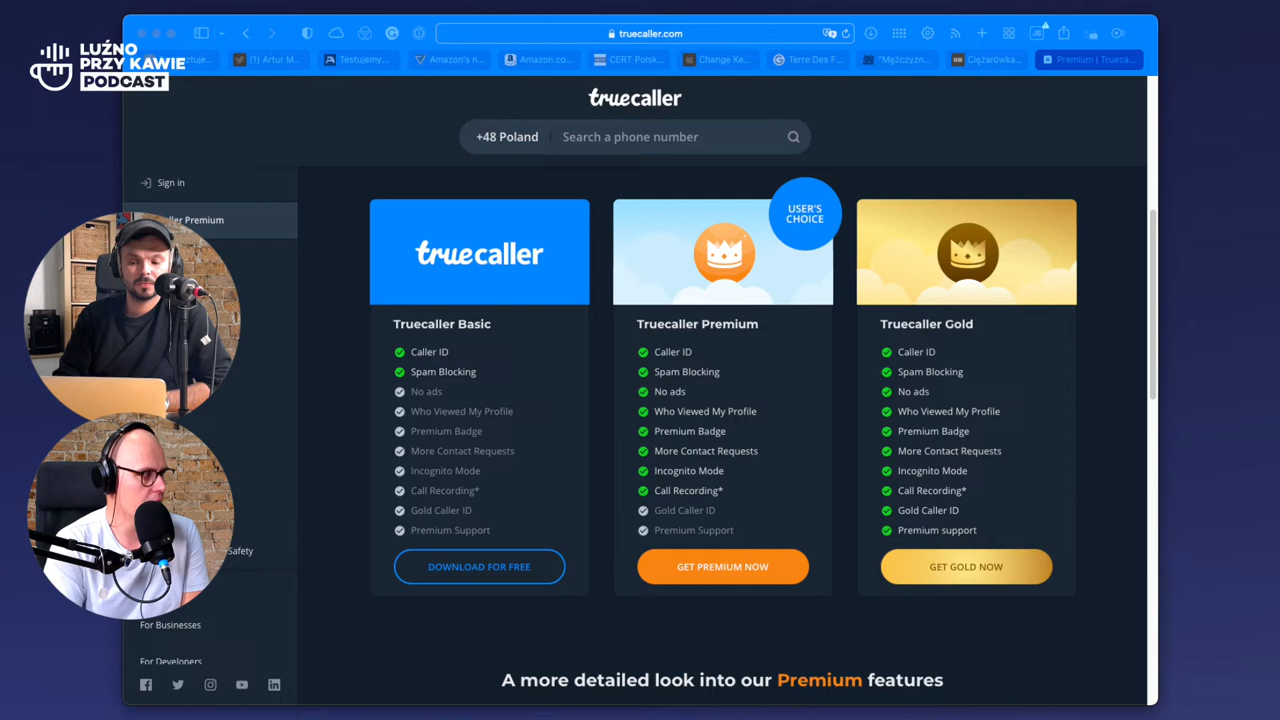 LUŹNO
PRZY KAWIE
PODCAST
truecaller.com
(1) Artur M...
Testujemy...
Amazon's n...
Amazon.co...
CERT Polsk...
Change Ke...
Terre Des F...
"Mężczyzn...
Ciężarówka...
Premium | Trueca...
truecaller
+48 Poland
Search a phone number
Sign in
ller Premium
Safety
For Businesses
For Developers
truecaller
Truecaller Basic
Caller ID
Spam Blocking
No ads
Who Viewed My Profile
Premium Badge
More Contact Requests
Incognito Mode
Call Recording*
Gold Caller ID
Premium Support
DOWNLOAD FOR FREE
USER'S
CHOICE
Truecaller Premium
Caller ID
Spam Blocking
No ads
Who Viewed My Profile
Premium Badge
More Contact Requests
Incognito Mode
Call Recording*
Gold Caller ID
Premium Support
GET PREMIUM NOW
Truecaller Gold
Caller ID
Spam Blocking
No ads
Who Viewed My Profile
Premium Badge
More Contact Requests
Incognito Mode
Call Recording*
Gold Caller ID
Premium support
GET GOLD NOW
A more detailed look into our Premium features